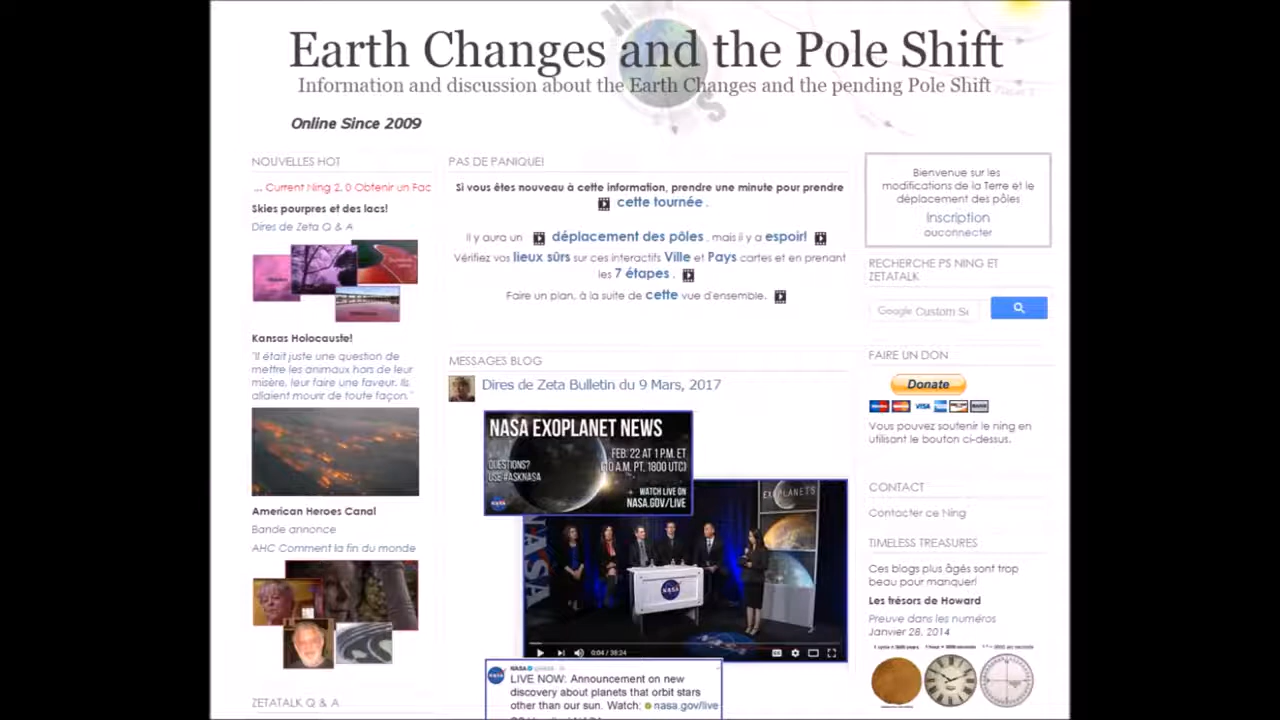 Earth Changes and the Pole Shift
Information and discussion about the Earth Changes and the pending Pole Shift
Online Since 2009
NOUVELLES HOT
... Current Ning 2. 0 Obtenir un Fac
Skies pourpres et des lacs!
Dires de Zeta Q & A
Kansas Holocauste!
"Il était juste une question de
mettre les animaux hors de leur
misère, leur faire une faveur. Ils
allaient mourir de toute façon."
American Heroes Canal
Bande annonce
AHC Comment la fin du monde
ZETATALK Q & A
PAS DE PANIQUE!
Si vous êtes nouveau à cette information, prendre une minute pour prendre
cette tournée .
Il y aura un déplacement des pôles , mais il y a espoir!
Vérifiez vos lieux sûrs sur ces interactifs Ville et Pays cartes et en prenant
les 7 étapes .
Faire un plan, à la suite de cette vue d'ensemble.
MESSAGES BLOG
Dires de Zeta Bulletin du 9 Mars, 2017
NASA EXOPLANET NEWS
FEB. 22 AT 1 P.M. ET
(10 A.M. PT, 1800 UTC)
QUESTIONS?
USE #ASKNASA
WATCH LIVE ON
NASA.GOV/LIVE
EXOPLANETS
NASA
NASA
0:04 / 38:24
NASA
LIVE NOW: Announcement on new
discovery about planets that orbit stars
other than our sun. Watch: nasa.gov/live
Bienvenue sur les
modifications de la Terre et le
déplacement des pôles
Inscription
ouconnecter
RECHERCHE PS NING ET
ZETATALK
Google Custom Se
FAIRE UN DON
Donate
VISA
Vous pouvez soutenir le ning en
utilisant le bouton ci-dessus.
CONTACT
Contacter ce Ning
TIMELESS TREASURES
Ces blogs plus âgés sont trop
beau pour manquer!
Les trésors de Howard
Preuve dans les numéros
Janvier 28, 2014